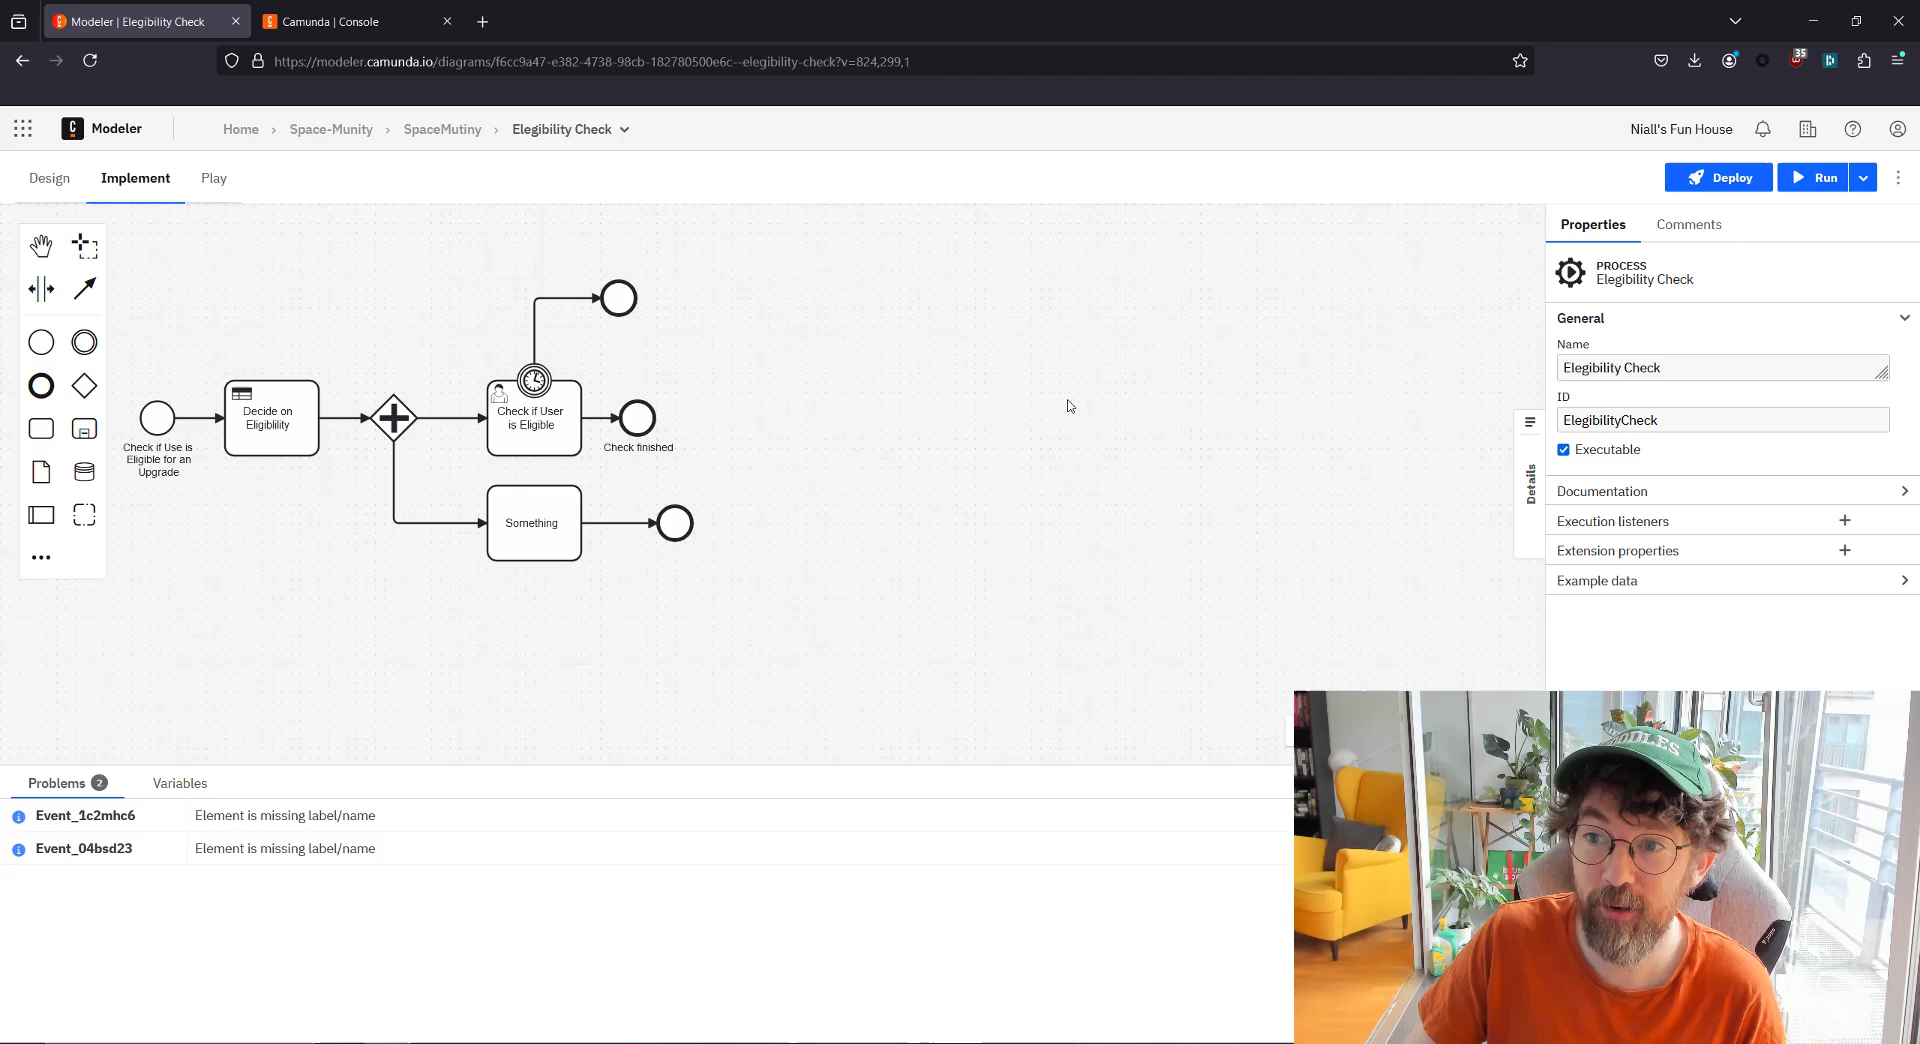 Modeler | Elegibility Check
Camunda | Console
https://modeler.camunda.io/diagrams/f6cc9a47-e382-4738-98cb-182780500e6c--elegibility-check?v=824,299,1
35
Modeler
Home
Space-Munity
SpaceMutiny
Elegibility Check
Niall's Fun House
Design
Implement
Play
Deploy
Run
Properties
Comments
PROCESS
Elegibility Check
General
Name
Elegibility Check
ID
ElegibilityCheck
Executable
Documentation
Execution listeners
Extension properties
Example data
Details
Check if Use is
Eligible for an
Upgrade
Decide on
Eligiblility
Check if User
is Eligible
Check finished
Something
Problems 2
Variables
Event_1c2mhc6
Element is missing label/name
Event_04bsd23
Element is missing label/name